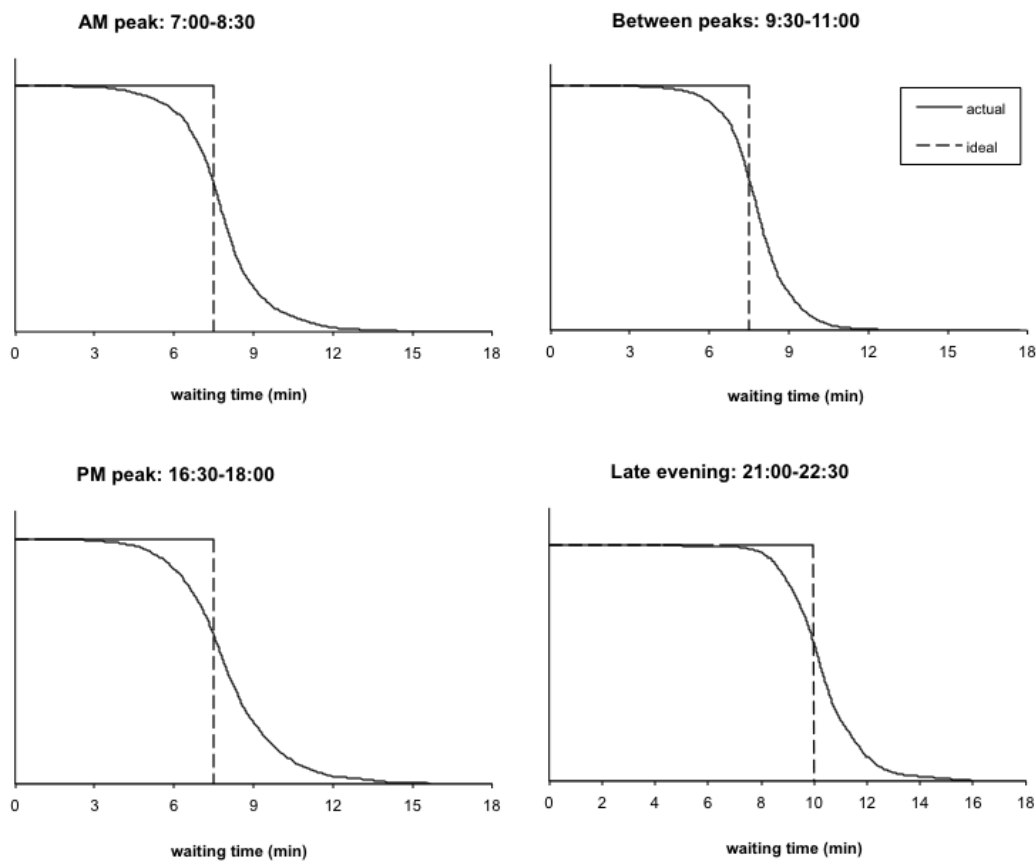 AM peak: 7:00-8:30
Between peaks: 9:30-11:00
actual
ideal
0 3 6 9 12 15 18
waiting time (min)
0 3 6 9 12 15 18
waiting time (min)
PM peak: 16:30-18:00
Late evening: 21:00-22:30
0 3 6 9 12 15 18
waiting time (min)
0 2 4 6 8 10 12 14 16 18
waiting time (min)